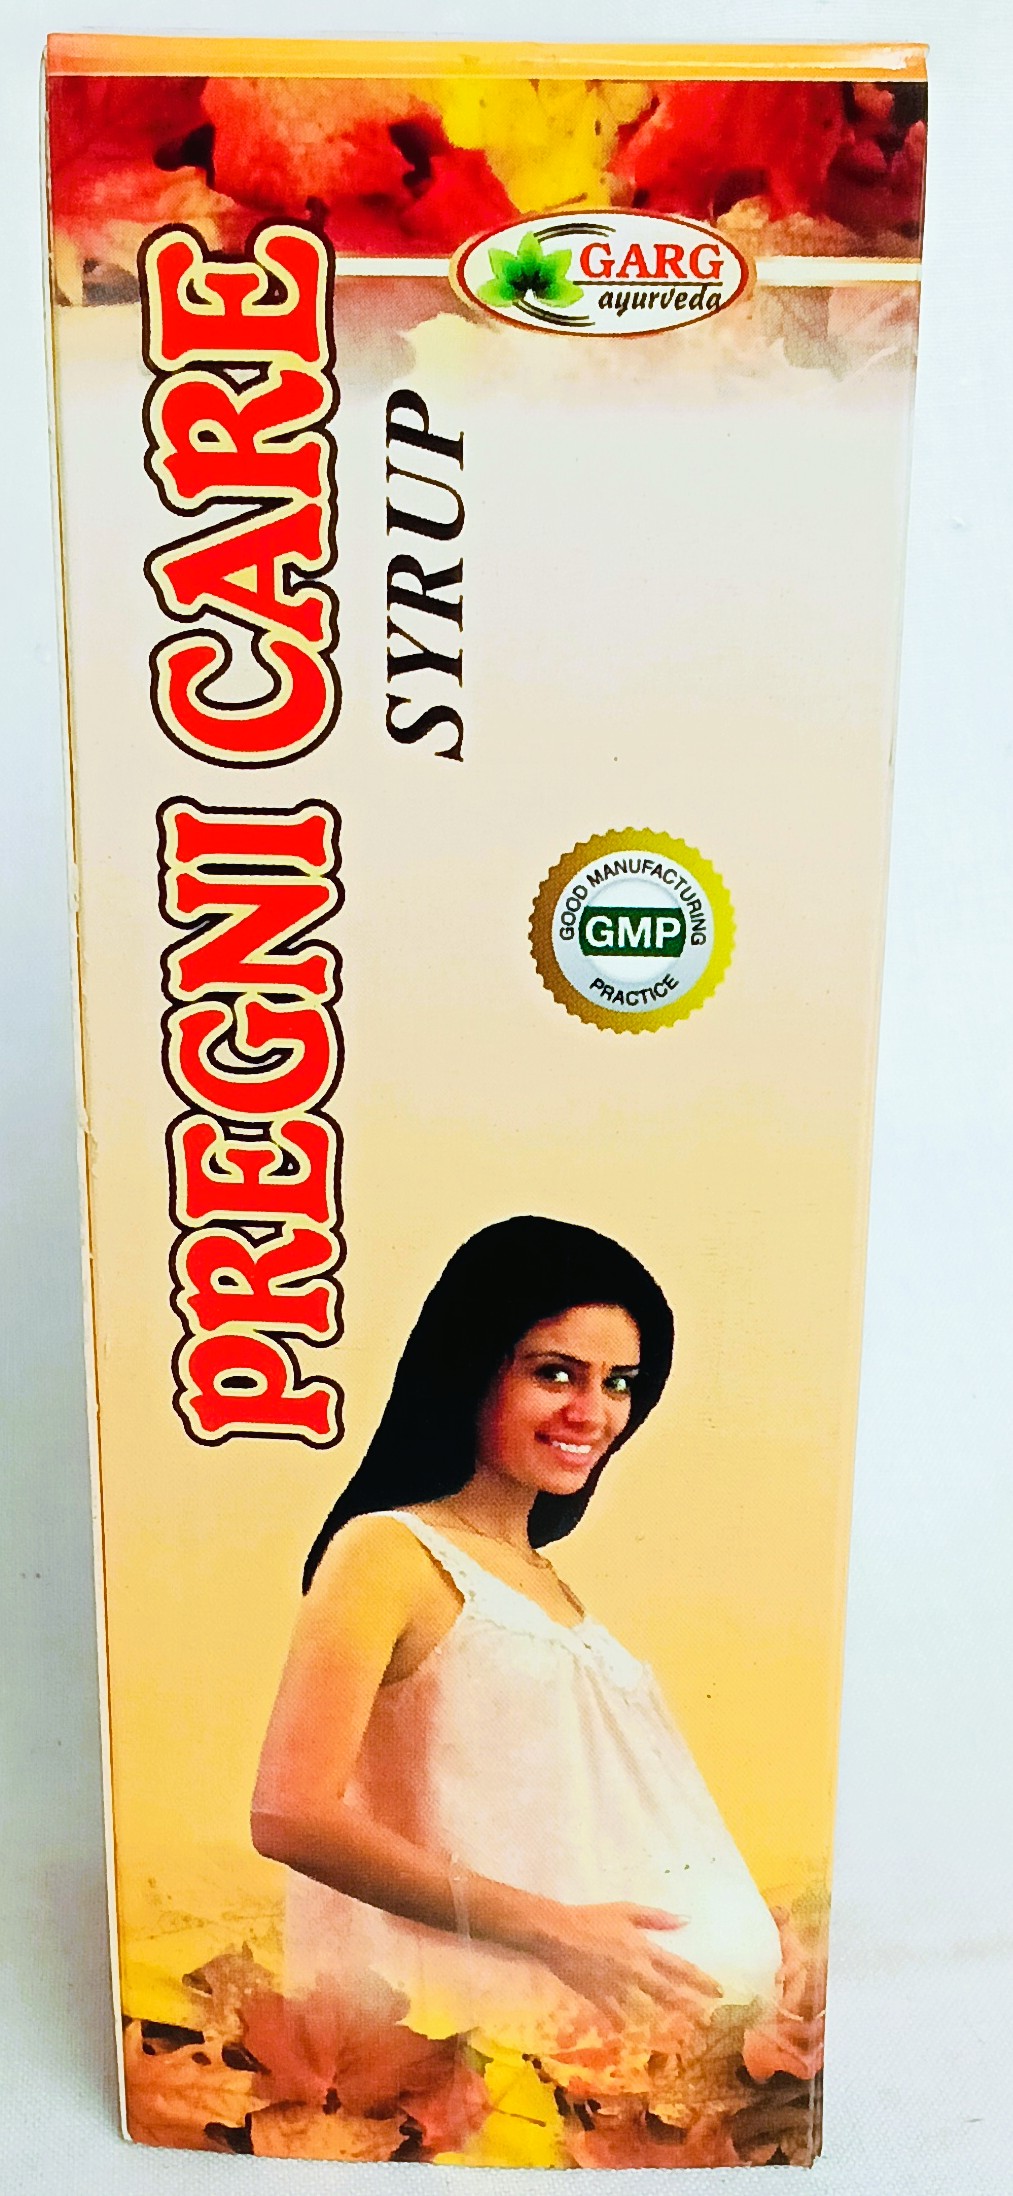 GARG
ayurveda
PREGNI CARE
SYRUP
GOOD MANUFACTURING
GMP
PRACTICE